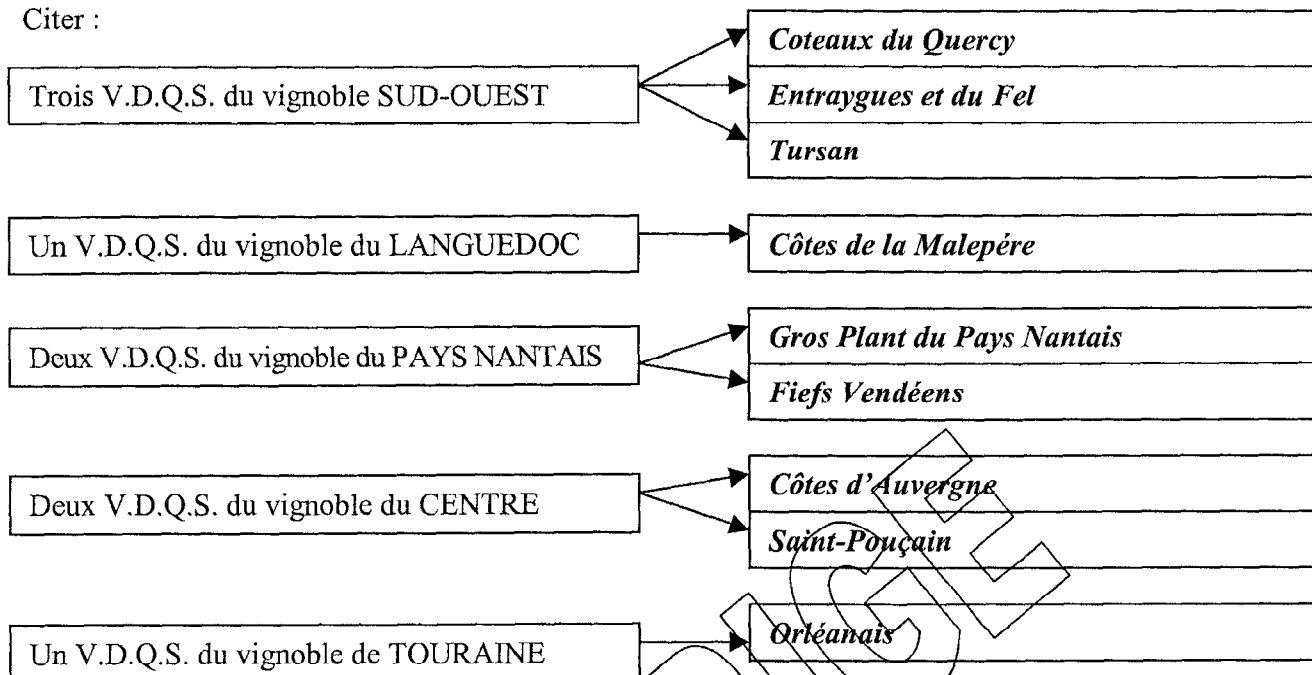 Citer :
Trois V.D.Q.S. du vignoble SUD-OUEST
Coteaux du Quercy
Entraygues et du Fel
Tursan
Un V.D.Q.S. du vignoble du LANGUEDOC
Côtes de la Malepére
Deux V.D.Q.S. du vignoble du PAYS NANTAIS
Gros Plant du Pays Nantais
Fiefs Vendéens
Deux V.D.Q.S. du vignoble du CENTRE
Côtes d'Auvergne
Saint-Pouçain
Un V.D.Q.S. du vignoble de TOURAINE
Orléanais